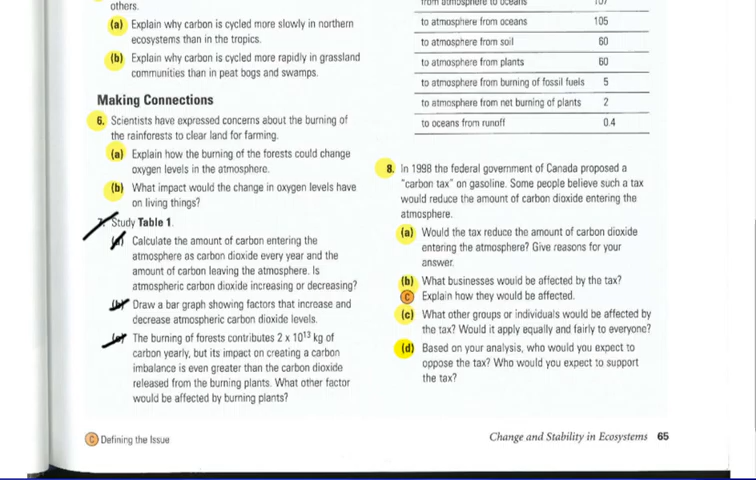 others.
(a) Explain why carbon is cycled more slowly in northern
ecosystems than in the tropics.
(b) Explain why carbon is cycled more rapidly in grassland
communities than in peat bogs and swamps.
Making Connections
6. Scientists have expressed concerns about the burning of
the rainforests to clear land for farming.
(a) Explain how the burning of the forests could change
oxygen levels in the atmosphere.
(b) What impact would the change in oxygen levels have
on living things?
7. Study Table 1.
(a) Calculate the amount of carbon entering the
atmosphere as carbon dioxide every year and the
amount of carbon leaving the atmosphere. Is
atmospheric carbon dioxide increasing or decreasing?
(b) Draw a bar graph showing factors that increase and
decrease atmospheric carbon dioxide levels.
(c) The burning of forests contributes 2 x 10¹³ kg of
carbon yearly, but its impact on creating a carbon
imbalance is even greater than the carbon dioxide
released from the burning plants. What other factor
would be affected by burning plants?
from atmosphere to oceans 107
to atmosphere from oceans 105
to atmosphere from soil 60
to atmosphere from plants 60
to atmosphere from burning of fossil fuels 5
to atmosphere from net burning of plants 2
to oceans from runoff 0.4
8. In 1998 the federal government of Canada proposed a
"carbon tax" on gasoline. Some people believe such a tax
would reduce the amount of carbon dioxide entering the
atmosphere.
(a) Would the tax reduce the amount of carbon dioxide
entering the atmosphere? Give reasons for your
answer.
(b) What businesses would be affected by the tax?
C Explain how they would be affected.
(c) What other groups or individuals would be affected by
the tax? Would it apply equally and fairly to everyone?
(d) Based on your analysis, who would you expect to
oppose the tax? Who would you expect to support
the tax?
C Defining the Issue
Change and Stability in Ecosystems 65